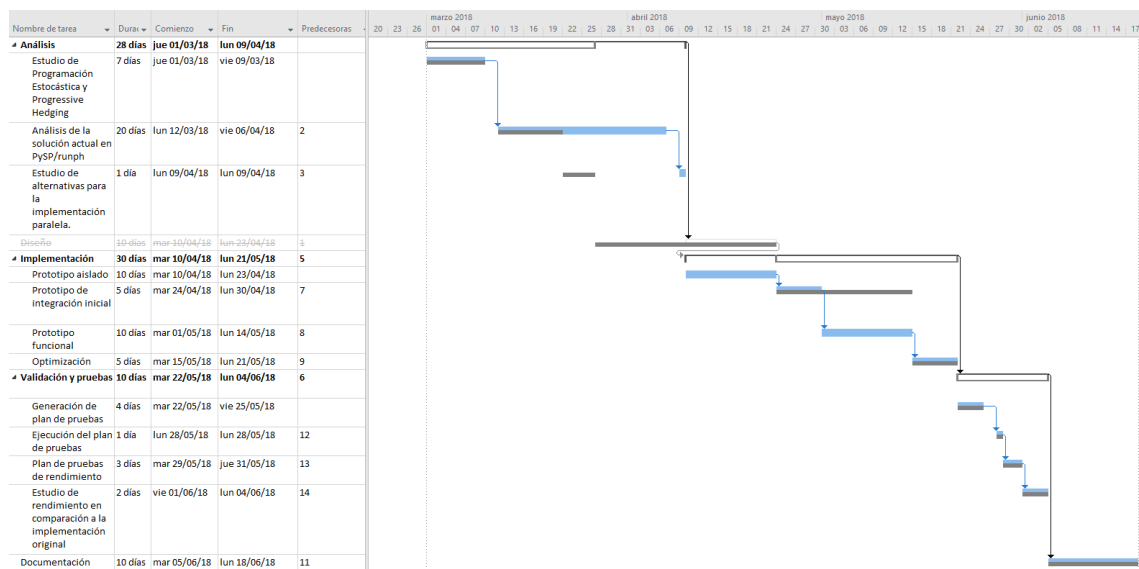 marzo 2018 abril 2018 mayo 2018 junio 2018
Nombre de tarea Durac Comienzo Fin Predecesoras 20 23 26 01 04 07 10 13 16 19 22 25 28 31 03 06 09 12 15 18 21 24 27 30 03 06 09 12 15 18 21 24 27 30 02 05 08 11 14 17
Análisis 28 días jue 01/03/18 lun 09/04/18
Estudio de 7 días jue 01/03/18 vie 09/03/18
Programación
Estocástica y
Progressive
Hedging
Análisis de la 20 días lun 12/03/18 vie 06/04/18 2
solución actual en
PySP/runph
Estudio de 1 día lun 09/04/18 lun 09/04/18 3
alternativas para
la
implementación
paralela.
Diseño 10 días mar 10/04/18 lun 23/04/18 1
Implementación 30 días mar 10/04/18 lun 21/05/18 5
Prototipo aislado 10 días mar 10/04/18 lun 23/04/18
Prototipo de 5 días mar 24/04/18 lun 30/04/18 7
integración inicial
Prototipo 10 días mar 01/05/18 lun 14/05/18 8
funcional
Optimización 5 días mar 15/05/18 lun 21/05/18 9
Validación y pruebas 10 días mar 22/05/18 lun 04/06/18 6
Generación de 4 días mar 22/05/18 vie 25/05/18
plan de pruebas
Ejecución del plan 1 día lun 28/05/18 lun 28/05/18 12
de pruebas
Plan de pruebas 3 días mar 29/05/18 jue 31/05/18 13
de rendimiento
Estudio de 2 días vie 01/06/18 lun 04/06/18 14
rendimiento en
comparación a la
implementación
original
Documentación 10 días mar 05/06/18 lun 18/06/18 11